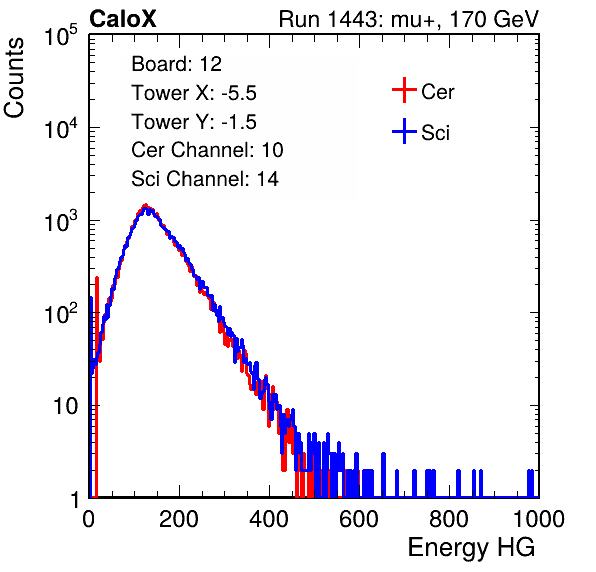 CaloX Run 1443: mu+, 170 GeV
Counts
10^5
10^4
10^3
10^2
10
1
Board: 12
Tower X: -5.5
Tower Y: -1.5
Cer Channel: 10
Sci Channel: 14
Cer
Sci
0 200 400 600 800 1000
Energy HG